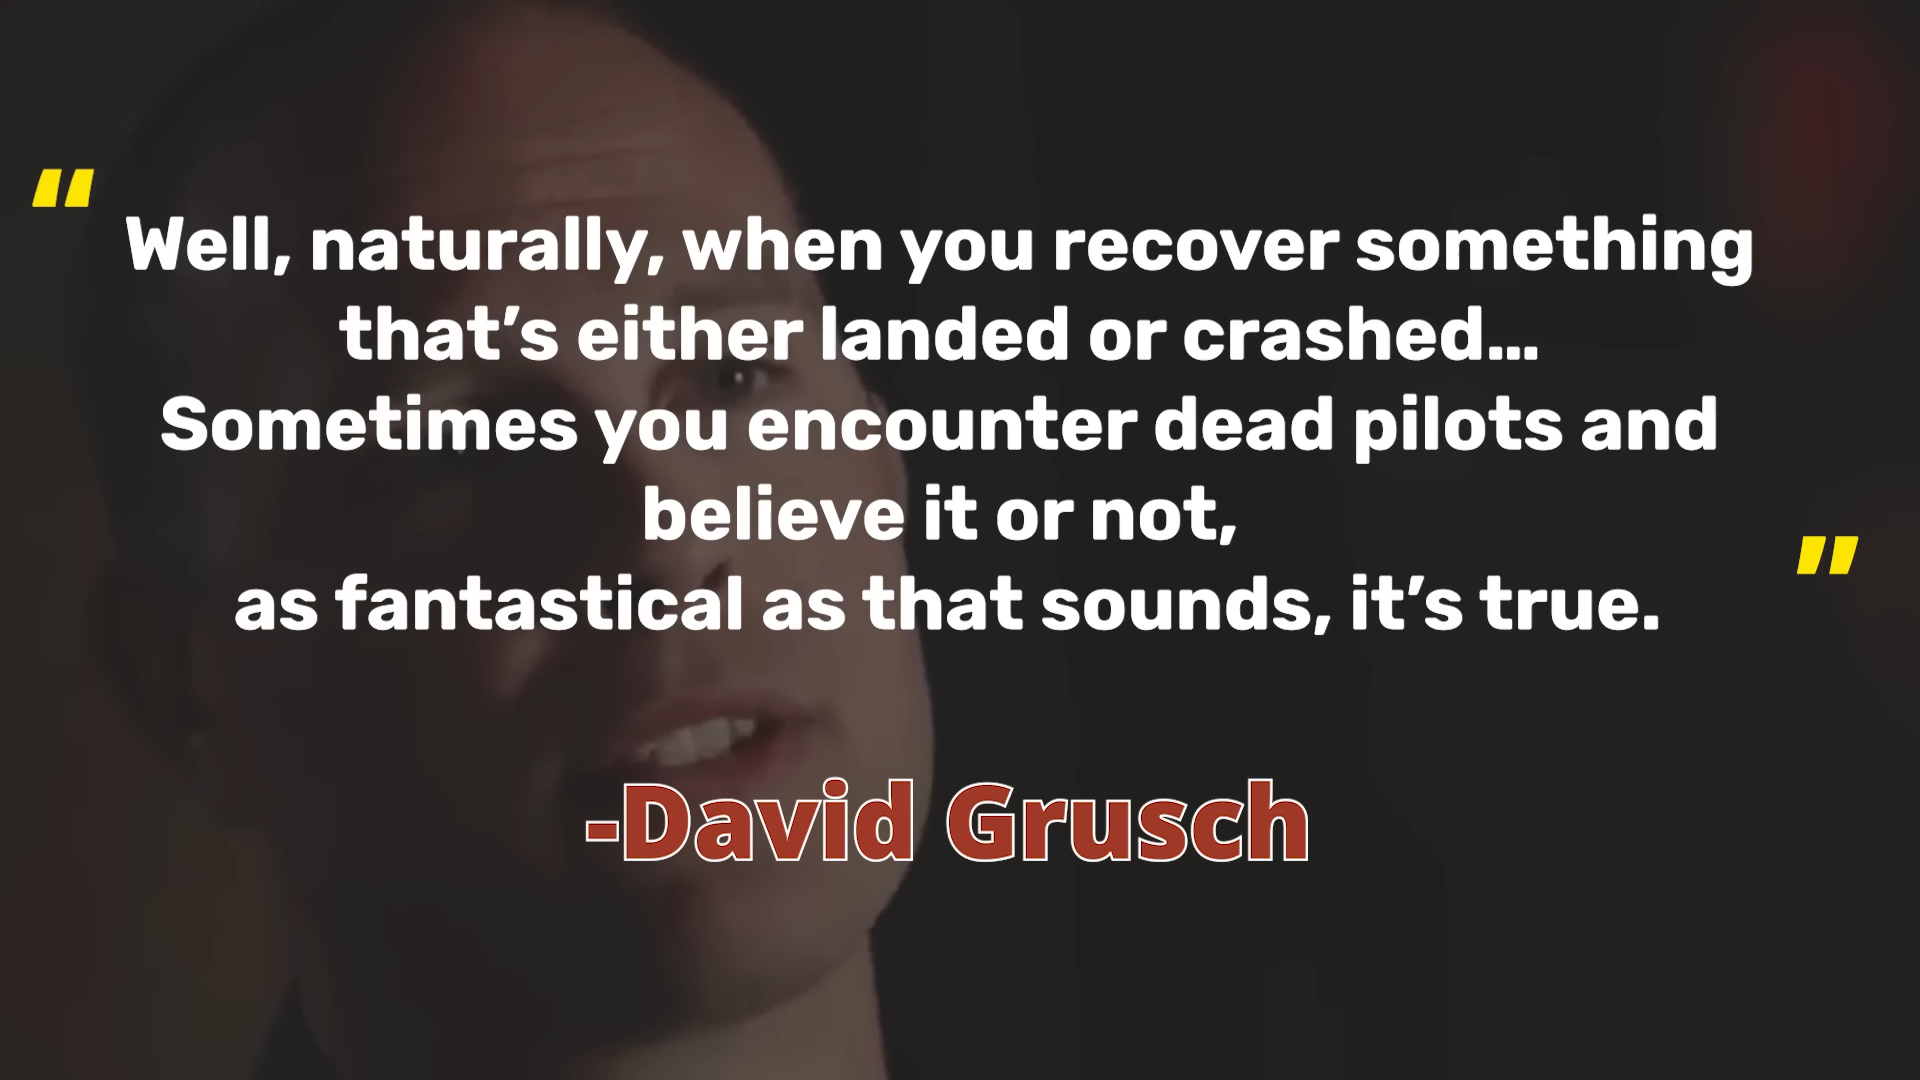 “
Well, naturally, when you recover something
that’s either landed or crashed...
Sometimes you encounter dead pilots and
believe it or not,
as fantastical as that sounds, it’s true.
”
-David Grusch